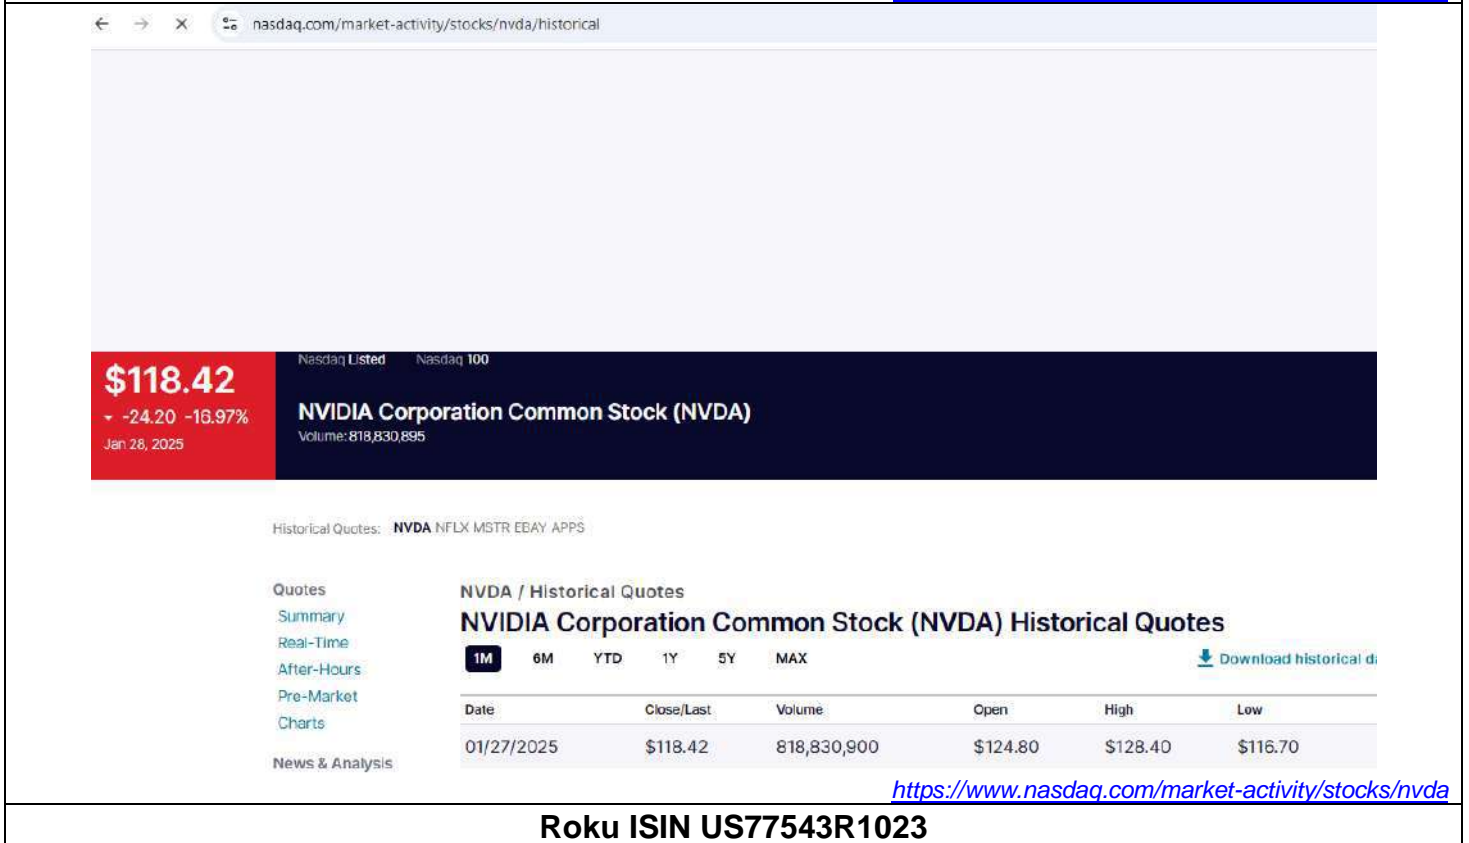 nasdaq.com/market-activity/stocks/nvda/historical
Nasdaq Listed Nasdaq 100
$118.42
-24.20 -16.97%
Jan 28, 2025
NVIDIA Corporation Common Stock (NVDA)
Volume: 818,830,895
Historical Quotes: NVDA NFLX MSTR EBAY APPS
Quotes
Summary
Real-Time
After-Hours
Pre-Market
Charts
News & Analysis
NVDA / Historical Quotes
NVIDIA Corporation Common Stock (NVDA) Historical Quotes
1M 6M YTD 1Y 5Y MAX
Download historical
Date Close/Last Volume Open High Low
01/27/2025 $118.42 818,830,900 $124.80 $128.40 $116.70
https://www.nasdaq.com/market-activity/stocks/nvda
Roku ISIN US77543R1023